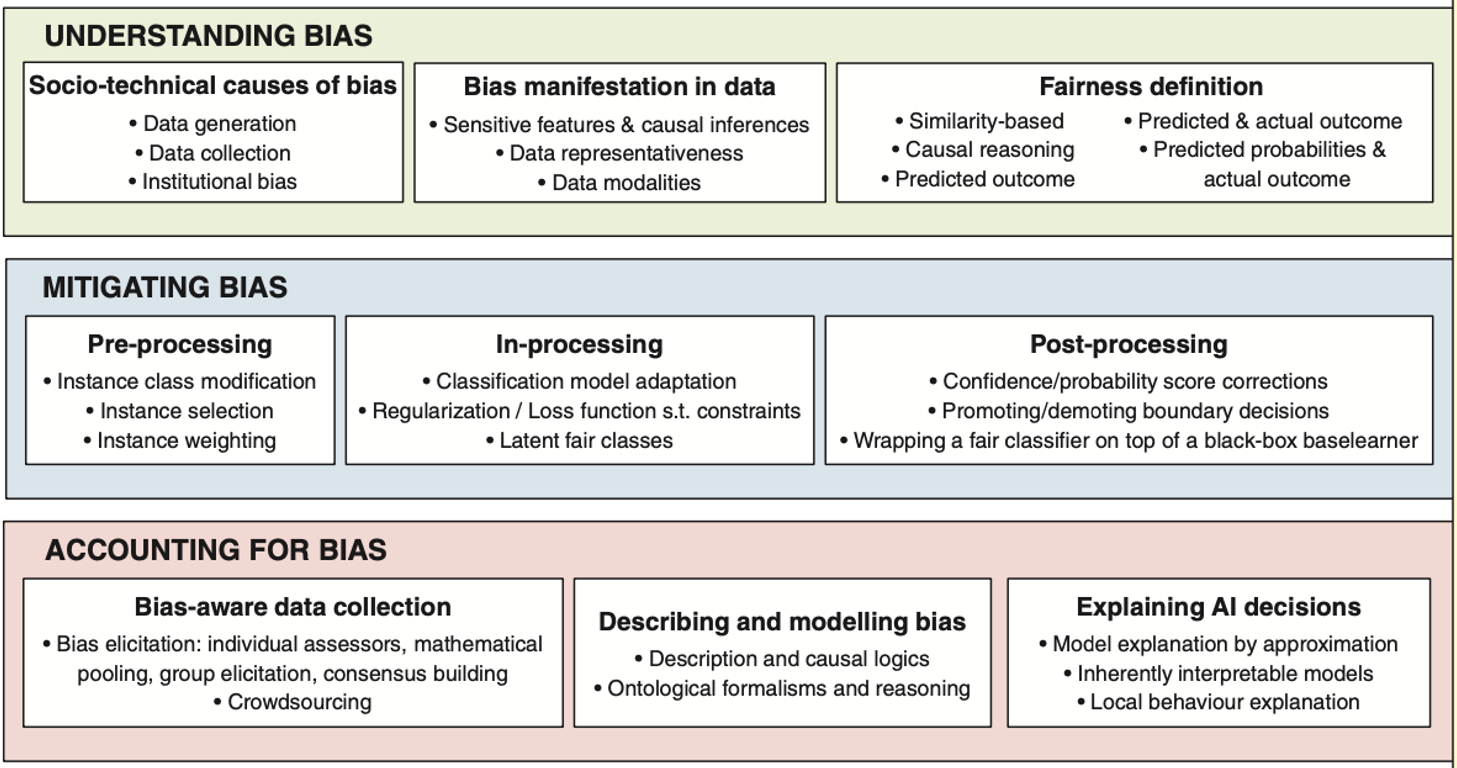 UNDERSTANDING BIAS
Socio-technical causes of bias
• Data generation
• Data collection
• Institutional bias
Bias manifestation in data
• Sensitive features & causal inferences
• Data representativeness
• Data modalities
Fairness definition
• Similarity-based
• Causal reasoning
• Predicted outcome
• Predicted & actual outcome
• Predicted probabilities &
actual outcome
MITIGATING BIAS
Pre-processing
• Instance class modification
• Instance selection
• Instance weighting
In-processing
• Classification model adaptation
• Regularization / Loss function s.t. constraints
• Latent fair classes
Post-processing
• Confidence/probability score corrections
• Promoting/demoting boundary decisions
• Wrapping a fair classifier on top of a black-box baselearner
ACCOUNTING FOR BIAS
Bias-aware data collection
• Bias elicitation: individual assessors, mathematical
pooling, group elicitation, consensus building
• Crowdsourcing
Describing and modelling bias
• Description and causal logics
• Ontological formalisms and reasoning
Explaining AI decisions
• Model explanation by approximation
• Inherently interpretable models
• Local behaviour explanation